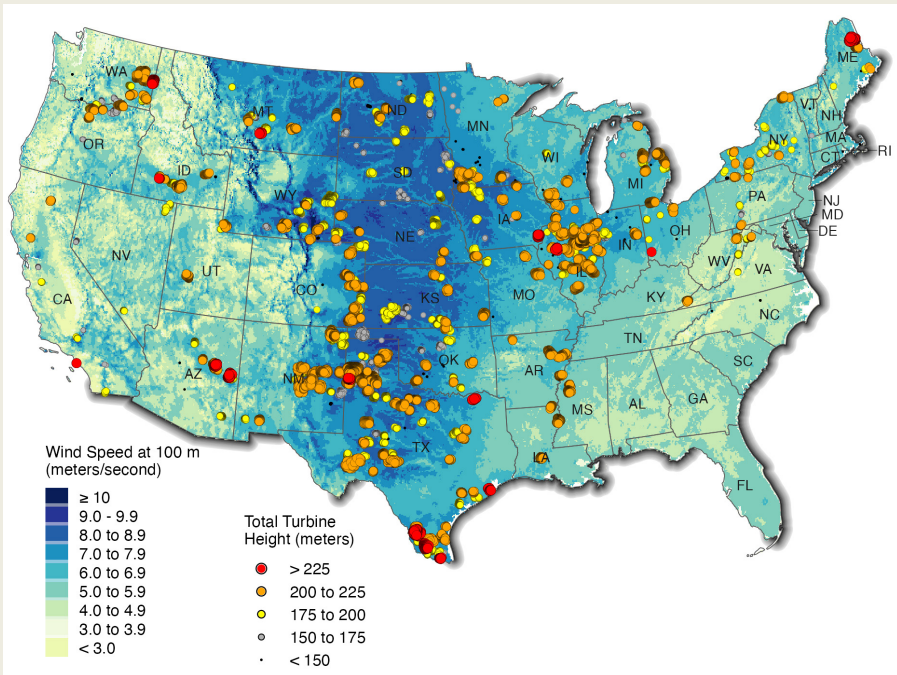 WA
ME
MT
ND
VT
MN
NH
OR
NY
MA
WI
CT
RI
SD
ID
MI
WY
PA
IA
NJ
MD
NE
OH
DE
NV
IN
UT
IL
WV
VA
CO
CA
MO
KS
KY
NC
TN
OK
AZ
NM
AR
SC
MS
AL
GA
TX
LA
FL
Wind Speed at 100 m
(meters/second)
≥ 10
9.0 - 9.9
8.0 to 8.9
7.0 to 7.9
6.0 to 6.9
5.0 to 5.9
4.0 to 4.9
3.0 to 3.9
< 3.0
Total Turbine
Height (meters)
> 225
200 to 225
175 to 200
150 to 175
< 150